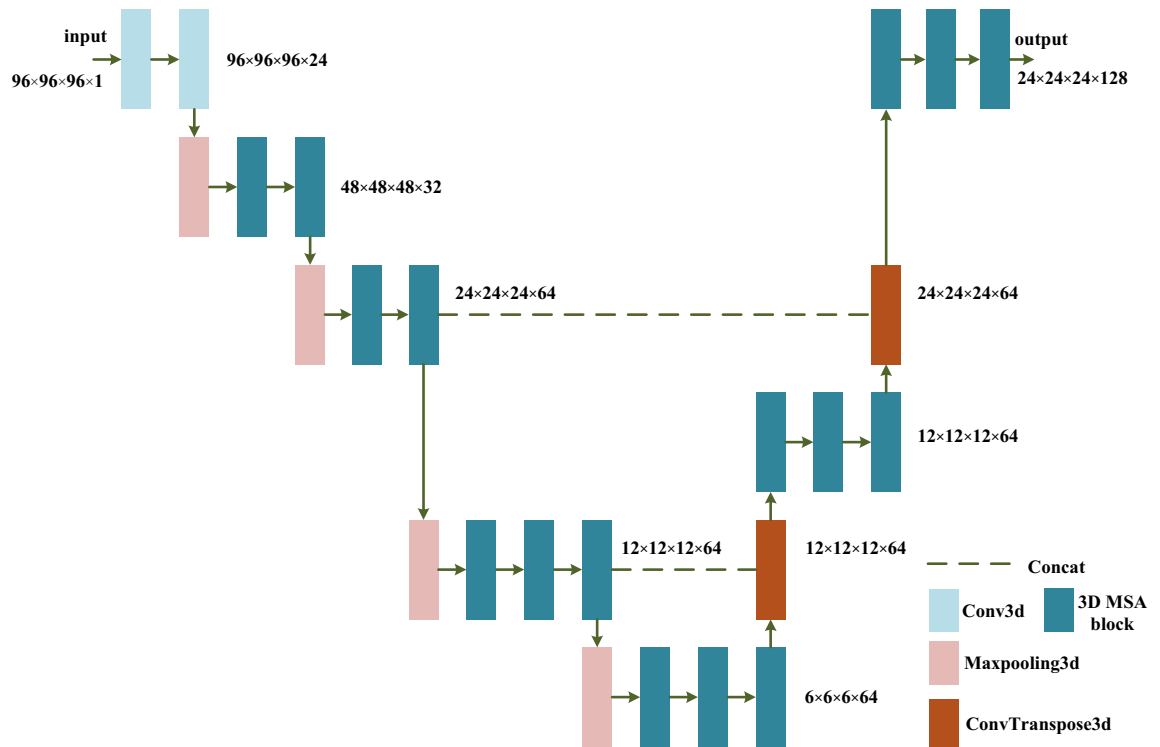 input
96×96×96×1
96×96×96×24
output
24×24×24×128
48×48×48×32
24×24×24×64
24×24×24×64
12×12×12×64
12×12×12×64
12×12×12×64
6×6×6×64
Concat
Conv3d
3D MSA
block
Maxpooling3d
ConvTranspose3d